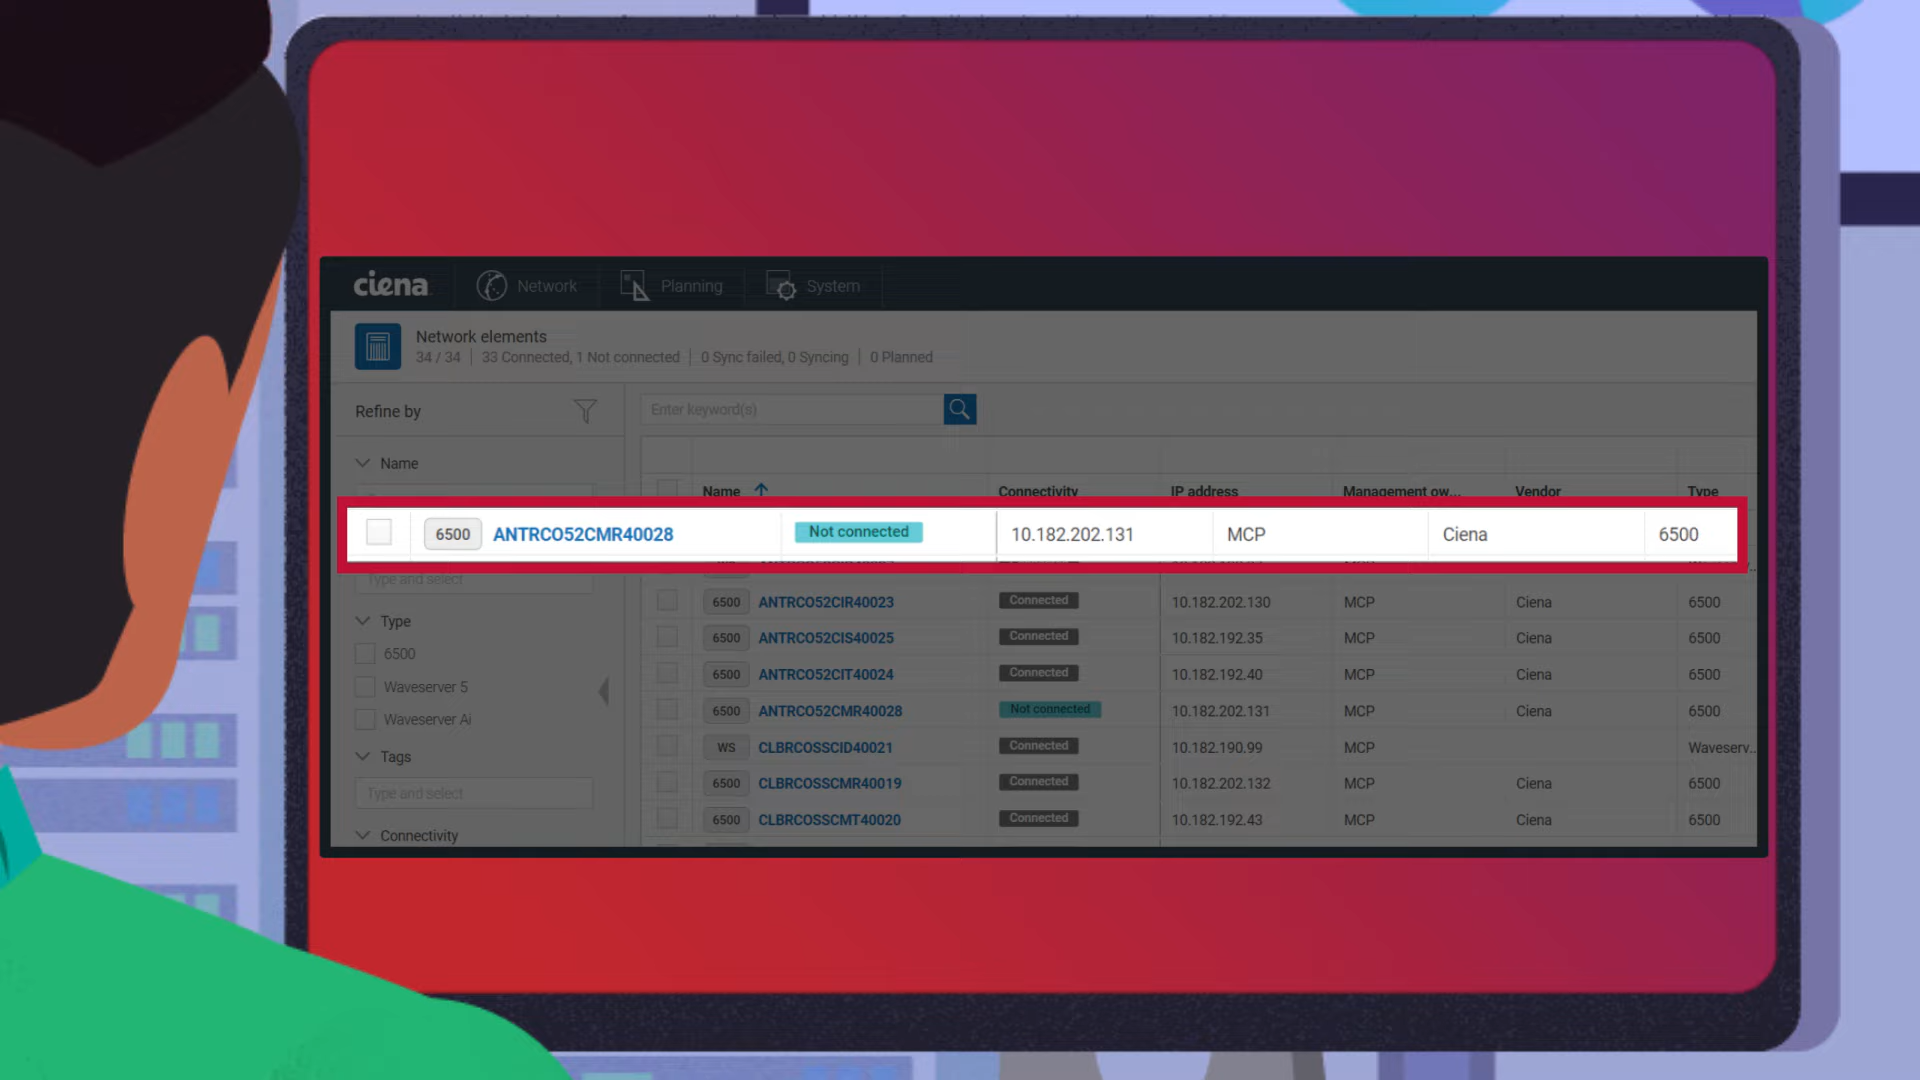 ciena Network Planning System
Network elements
34 / 34 | 33 Connected, 1 Not connected | 0 Sync failed, 0 Syncing | 0 Planned
Refine by
Enter keyword(s)
Name
Name Connectivity IP address Management ow... Vendor Type
6500 ANTRCO52CMR40028 Not connected 10.182.202.131 MCP Ciena 6500
Type and select
6500 ANTRCO52CIR40023 Connected 10.182.202.130 MCP Ciena 6500
Type
6500 ANTRCO52CIS40025 Connected 10.182.192.35 MCP Ciena 6500
6500
6500 ANTRCO52CIT40024 Connected 10.182.192.40 MCP Ciena 6500
Waveserver 5
6500 ANTRCO52CMR40028 Not connected 10.182.202.131 MCP Ciena 6500
Waveserver Ai
WS CLBRCOSSCID40021 Connected 10.182.190.99 MCP Waveserv...
Tags
6500 CLBRCOSSCMR40019 Connected 10.182.202.132 MCP Ciena 6500
Type and select
6500 CLBRCOSSCMT40020 Connected 10.182.192.43 MCP Ciena 6500
Connectivity